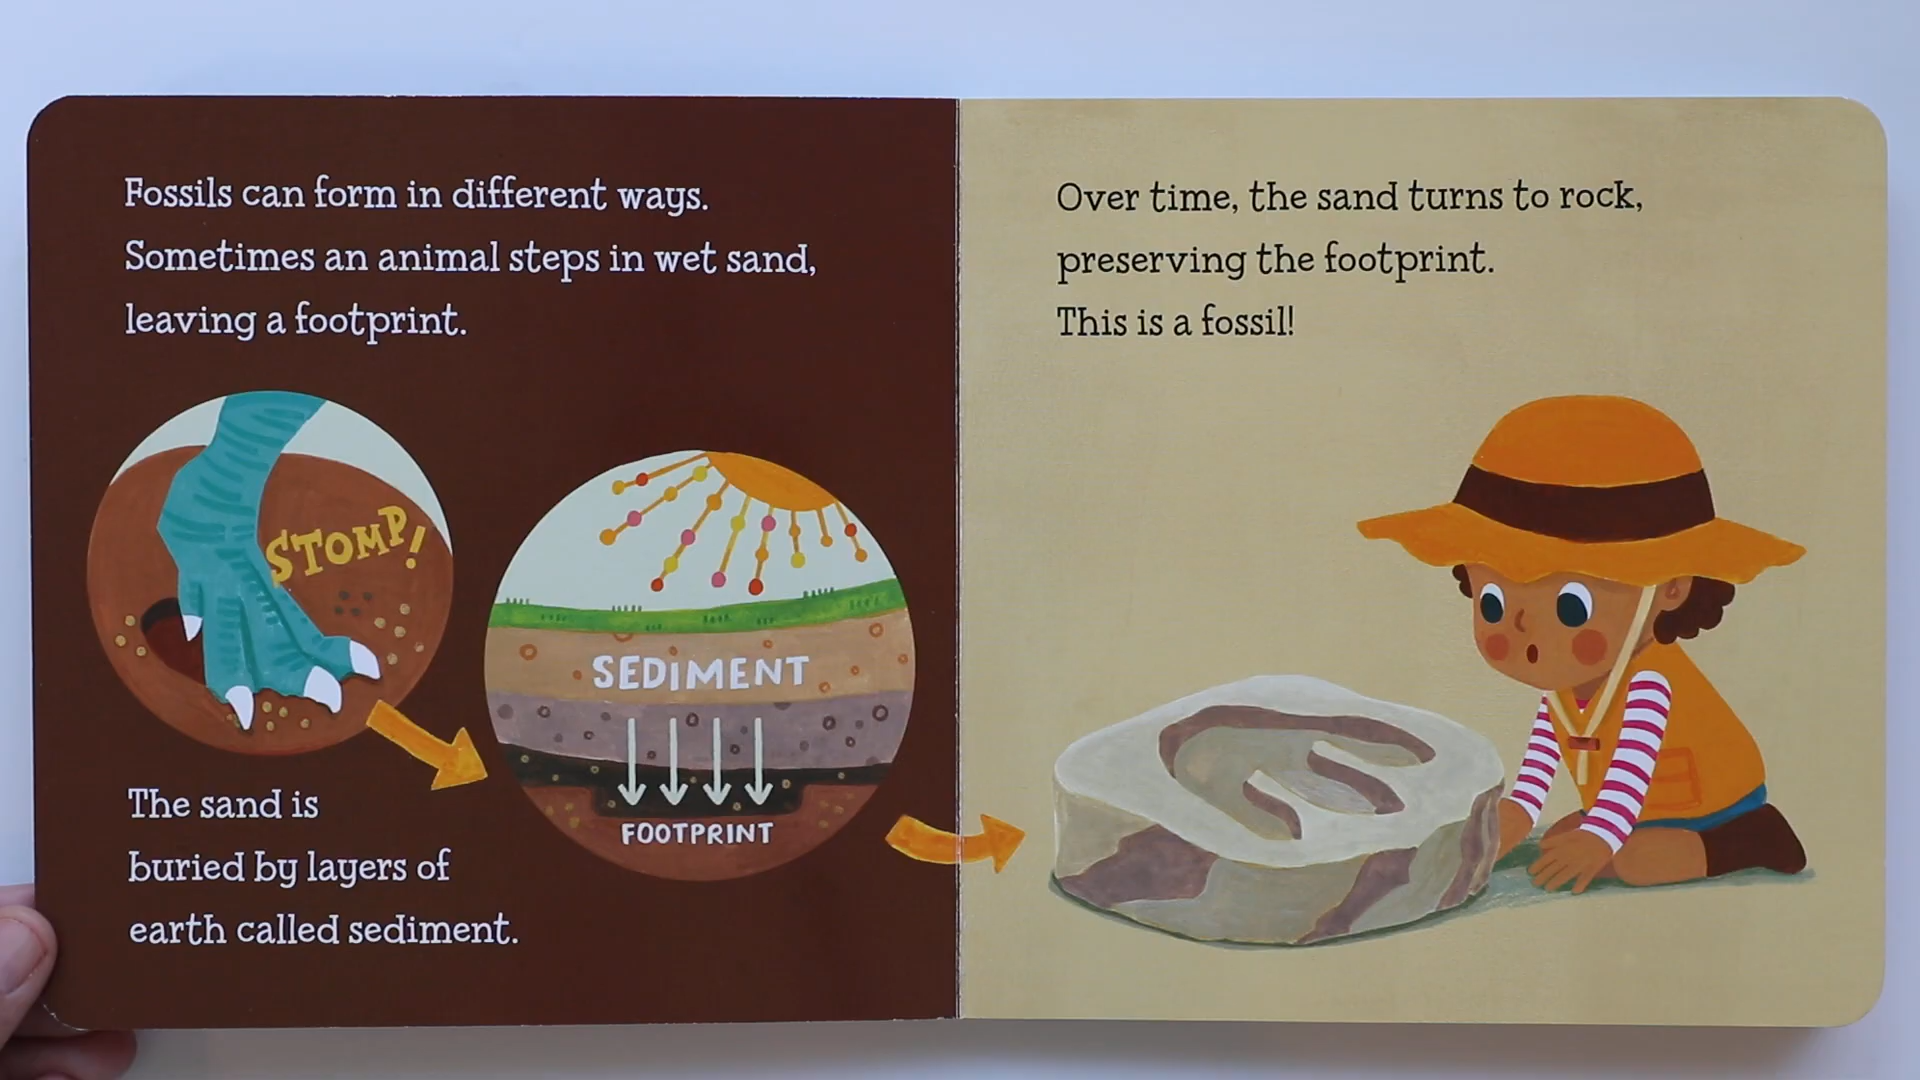 Fossils can form in different ways.
Sometimes an animal steps in wet sand,
leaving a footprint.
STOMP!
The sand is
buried by layers of
earth called sediment.
SEDIMENT
FOOTPRINT
Over time, the sand turns to rock,
preserving the footprint.
This is a fossil!